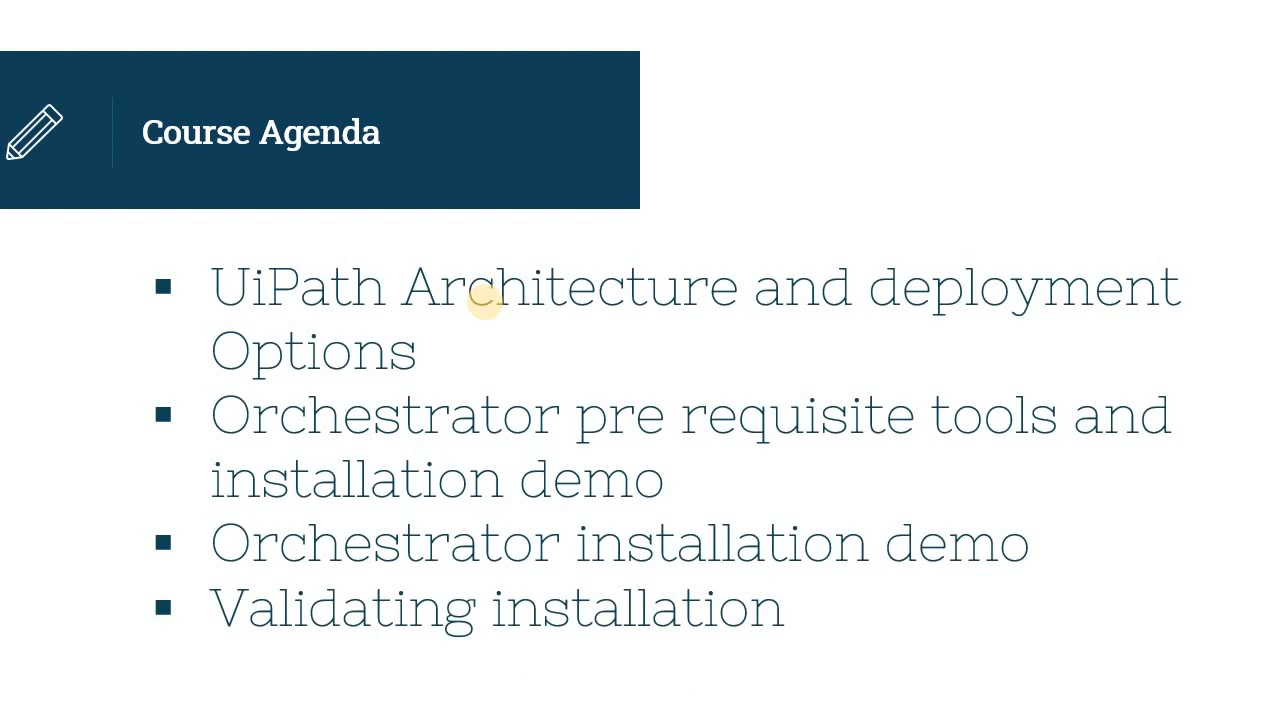 Course Agenda
▪ UiPath Architecture and deployment
Options
▪ Orchestrator pre requisite tools and
installation demo
▪ Orchestrator installation demo
▪ Validating installation